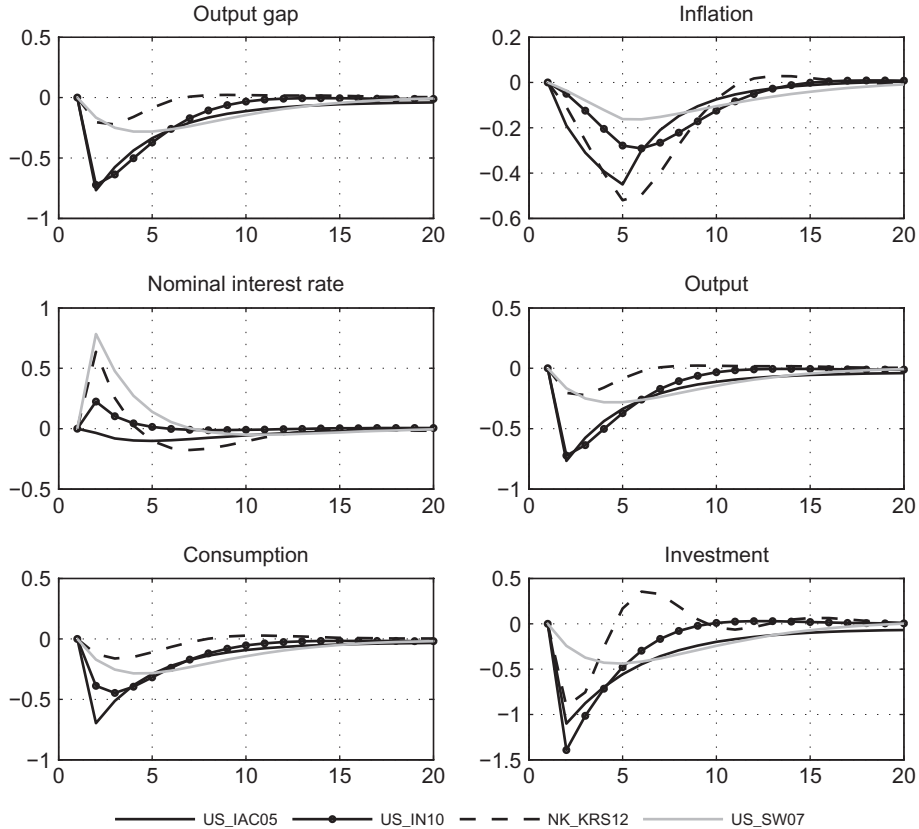 Output gap
0.5
0
−0.5
−1
0 5 10 15 20
Inflation
0.2
0
−0.2
−0.4
−0.6
0 5 10 15 20
Nominal interest rate
1
0.5
0
−0.5
0 5 10 15 20
Output
0.5
0
−0.5
−1
0 5 10 15 20
Consumption
0.5
0
−0.5
−1
0 5 10 15 20
Investment
0.5
0
−0.5
−1
−1.5
0 5 10 15 20
US_IAC05 US_IN10 NK_KRS12 US_SW07